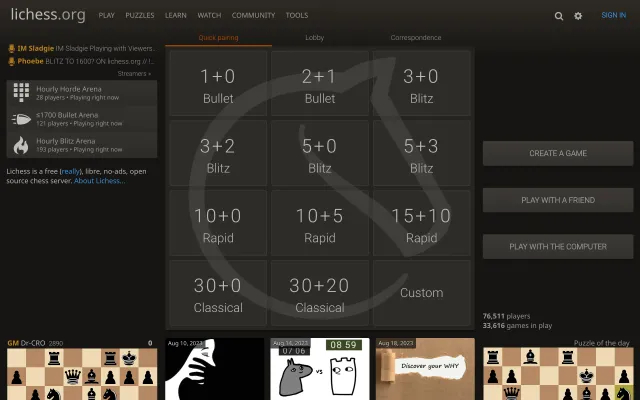 lichess.org
PLAY PUZZLES LEARN WATCH COMMUNITY TOOLS
SIGN IN
IM Sladgie IM Sladgie Playing with Viewers
Phoebe BLITZ TO 1600? ON lichess.org // !...
Streamers »
Hourly Horde Arena
28 players • Playing right now
≤1700 Bullet Arena
121 players • Playing right now
Hourly Blitz Arena
193 players • Playing right now
Lichess is a free (really), libre, no-ads, open
source chess server. About Lichess...
Quick pairing Lobby Correspondence
1+0
Bullet
2+1
Bullet
3+0
Blitz
3+2
Blitz
5+0
Blitz
5+3
Blitz
10+0
Rapid
10+5
Rapid
15+10
Rapid
30+0
Classical
30+20
Classical
Custom
CREATE A GAME
PLAY WITH A FRIEND
PLAY WITH THE COMPUTER
76,511 players
33,616 games in play
GM Dr-CRO 2890 0
Aug 10, 2023
Aug 14, 2023
07 06
08 59
vs
Aug 18, 2023
Discover your WHY
Puzzle of the day